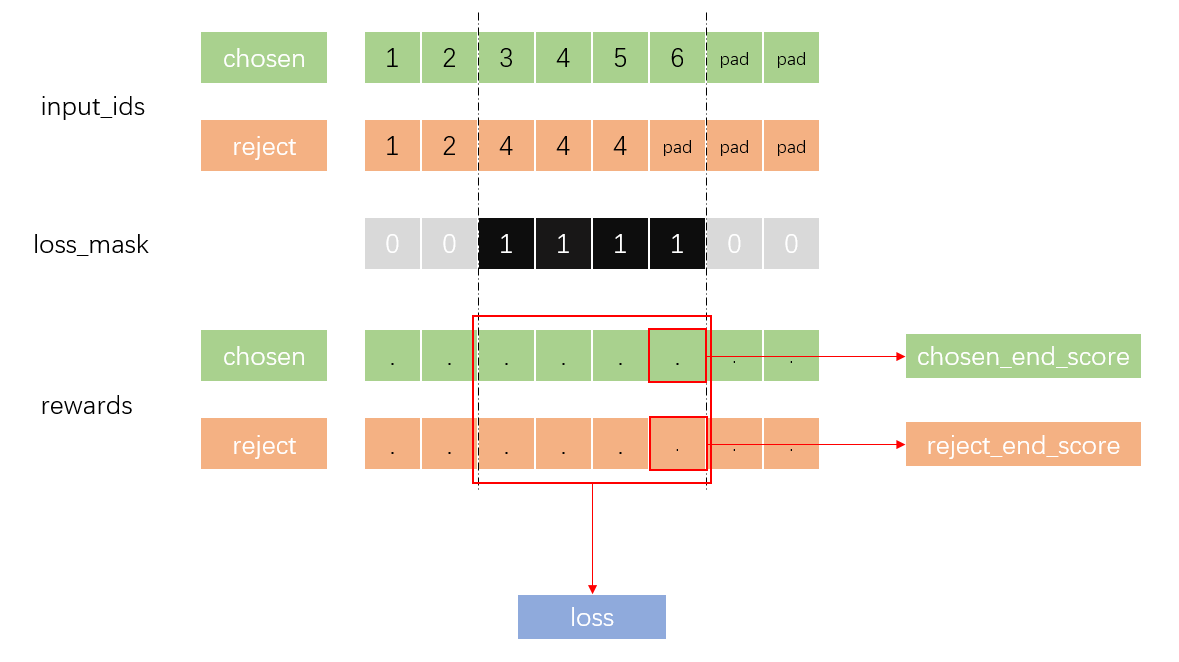 chosen 1 2 3 4 5 6 pad pad
input_ids
reject 1 2 4 4 4 pad pad pad
loss_mask 0 0 1 1 1 1 0 0
chosen . . . . . . . . chosen_end_score
rewards
reject . . . . . . . . reject_end_score
loss